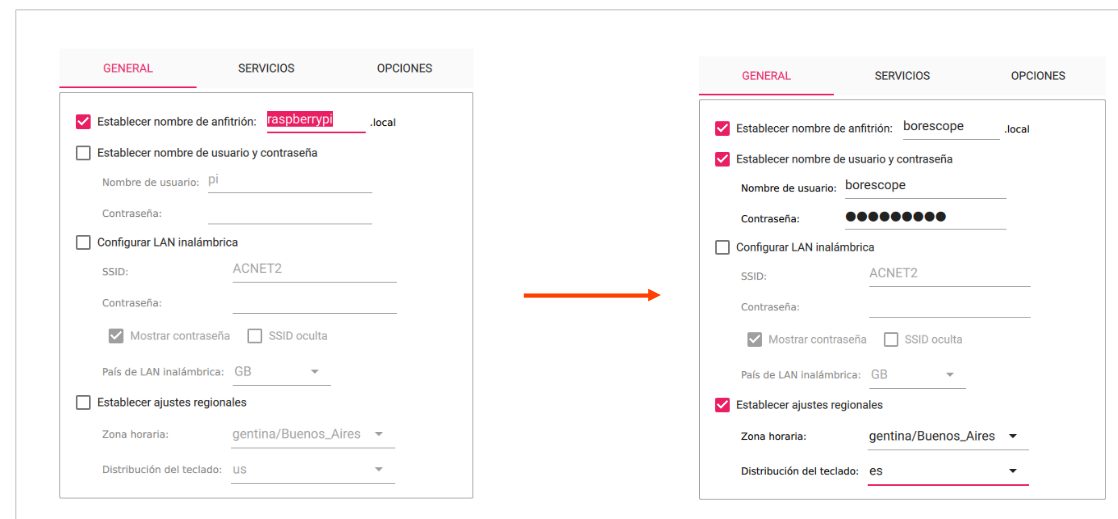 GENERAL SERVICIOS OPCIONES
Establecer nombre de anfitrión: raspberrypi .local
Establecer nombre de usuario y contraseña
Nombre de usuario: pi
Contraseña:
Configurar LAN inalámbrica
SSID: ACNET2
Contraseña:
Mostrar contraseña SSID oculta
País de LAN inalámbrica: GB
Establecer ajustes regionales
Zona horaria: gentina/Buenos_Aires
Distribución del teclado: us
GENERAL SERVICIOS OPCIONES
Establecer nombre de anfitrión: borescope .local
Establecer nombre de usuario y contraseña
Nombre de usuario: borescope
Contraseña: ●●●●●●●●●
Configurar LAN inalámbrica
SSID: ACNET2
Contraseña:
Mostrar contraseña SSID oculta
País de LAN inalámbrica: GB
Establecer ajustes regionales
Zona horaria: gentina/Buenos_Aires
Distribución del teclado: es